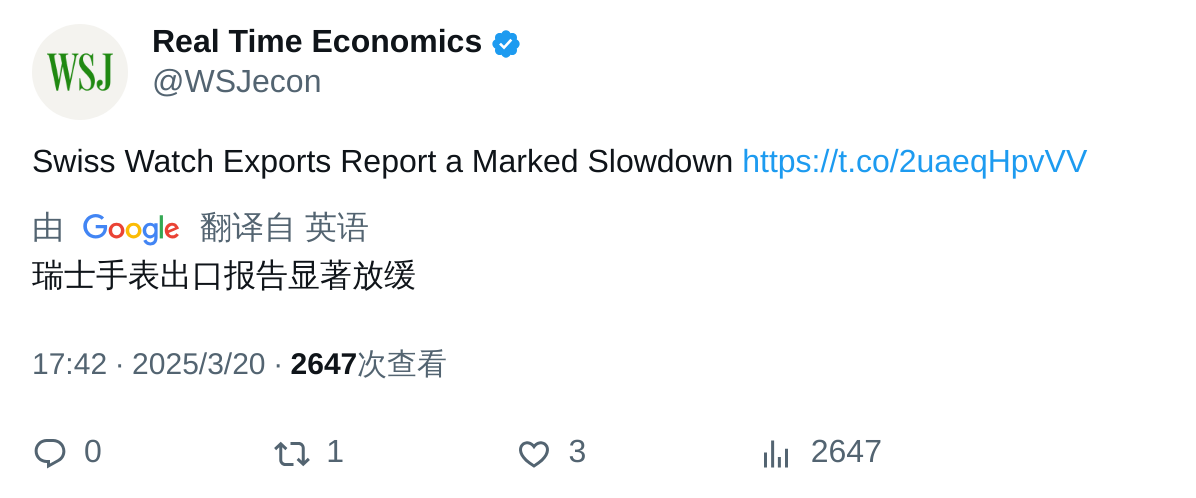 WSJ
Real Time Economics
@WSJecon
Swiss Watch Exports Report a Marked Slowdown https://t.co/2uaeqHpvVV
由 Google 翻译自 英语
瑞士手表出口报告显著放缓
17:42 · 2025/3/20 · 2647次查看
0 1 3 2647